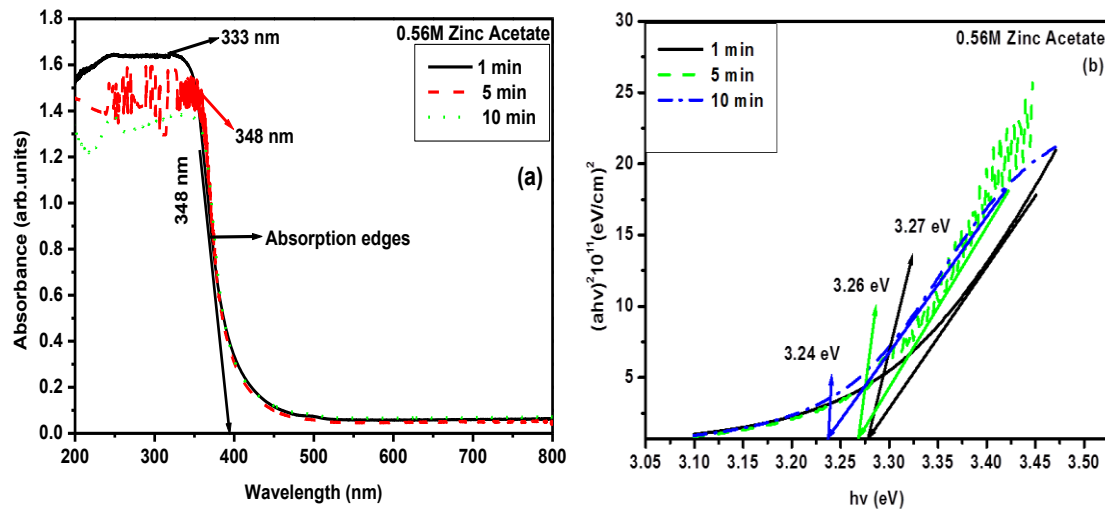 (a)
0.56M Zinc Acetate
1 min
5 min
10 min
333 nm
348 nm
348 nm
Absorption edges
Absorbance (arb.units)
1.8
1.6
1.4
1.2
1.0
0.8
0.6
0.4
0.2
0.0
200 300 400 500 600 700 800
Wavelength (nm)
0.56M Zinc Acetate
(b)
1 min
5 min
10 min
3.27 eV
3.26 eV
3.24 eV
(ahv)²10¹¹(eV/cm)²
30
25
20
15
10
5
3.05 3.10 3.15 3.20 3.25 3.30 3.35 3.40 3.45 3.50
hv (eV)